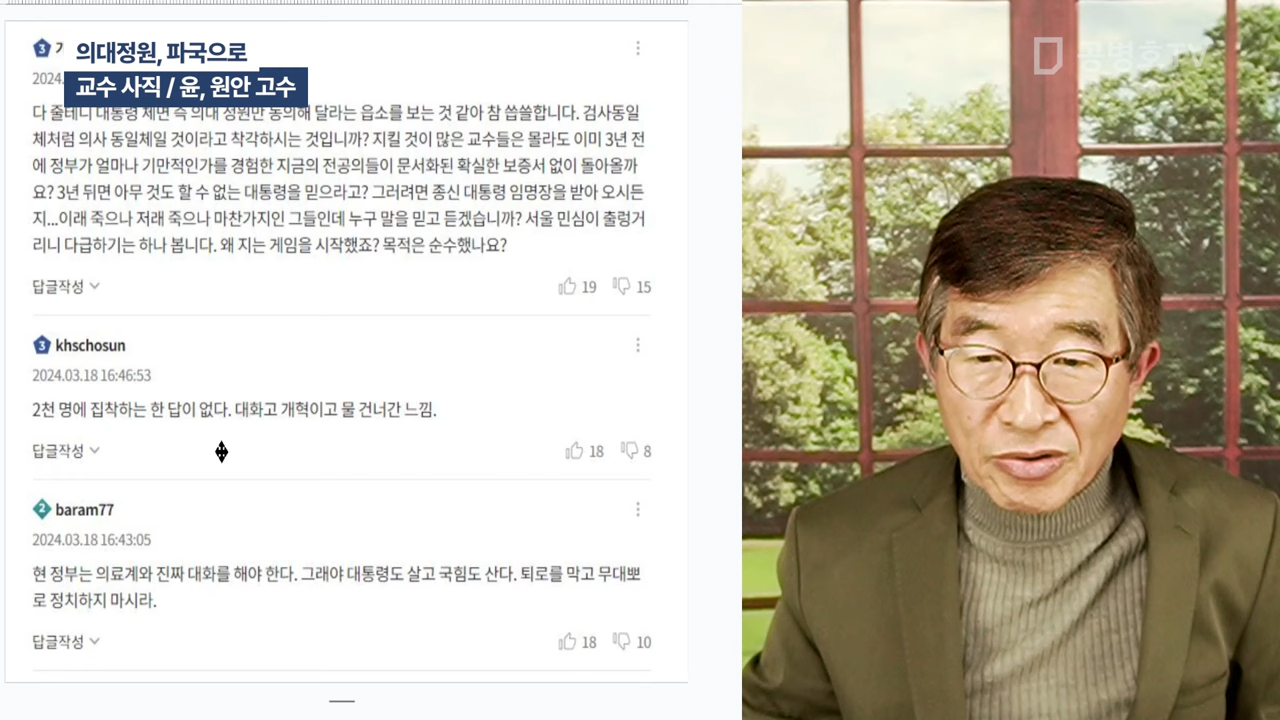 의대정원, 파국으로
교수 사직 / 윤, 원안 고수
공병호TV
3
2024.
다 줄테니 대통령 체면 즉 의대 정원만 동의해 달라는 읍소를 보는 것 같아 참 씁쓸합니다. 검사동일
체처럼 의사 동일체일 것이라고 착각하시는 것입니까? 지킬 것이 많은 교수들은 몰라도 이미 3년 전
에 정부가 얼마나 기만적인가를 경험한 지금의 전공의들이 문서화된 확실한 보증서 없이 돌아올까
요? 3년 뒤면 아무 것도 할 수 없는 대통령을 믿으라고? 그러려면 종신 대통령 임명장을 받아 오시든
지...이래 죽으나 저래 죽으나 마찬가지인 그들인데 누구 말을 믿고 듣겠습니까? 서울 민심이 출렁거
리니 다급하기는 하나 봅니다. 왜 지는 게임을 시작했죠? 목적은 순수했나요?
답글작성 19 15
3 khschosun
2024.03.18 16:46:53
2천 명에 집착하는 한 답이 없다. 대화고 개혁이고 물 건너간 느낌.
답글작성 18 8
2 baram77
2024.03.18 16:43:05
현 정부는 의료계와 진짜 대화를 해야 한다. 그래야 대통령도 살고 국힘도 산다. 퇴로를 막고 무대뽀
로 정치하지 마시라.
답글작성 18 10